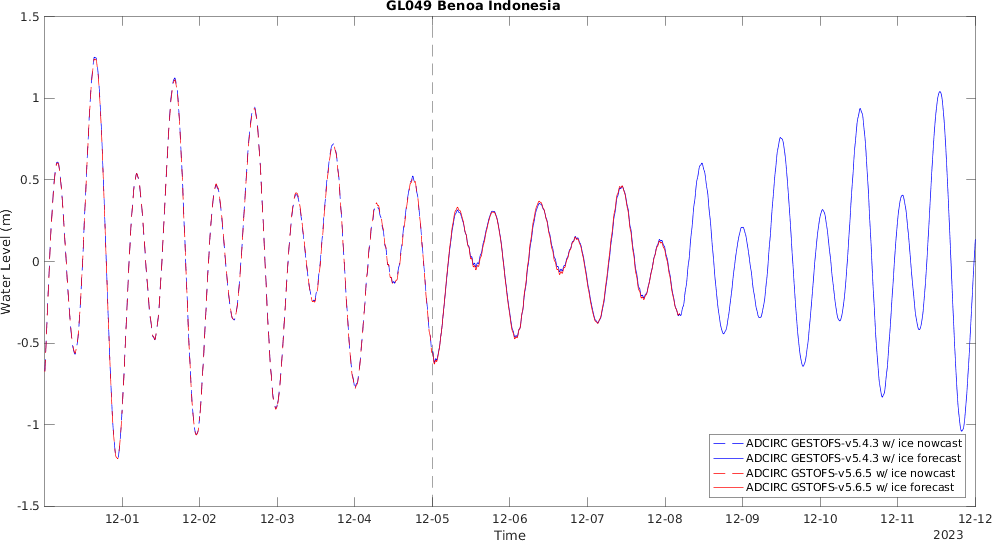 GL049 Benoa Indonesia
Water Level (m)
1.5
1
0.5
0
-0.5
-1
-1.5
ADCIRC GESTOFS-v5.4.3 w/ ice nowcast
ADCIRC GESTOFS-v5.4.3 w/ ice forecast
ADCIRC GSTOFS-v5.6.5 w/ ice nowcast
ADCIRC GSTOFS-v5.6.5 w/ ice forecast
12-01 12-02 12-03 12-04 12-05 12-06 12-07 12-08 12-09 12-10 12-11 12-12
Time
2023